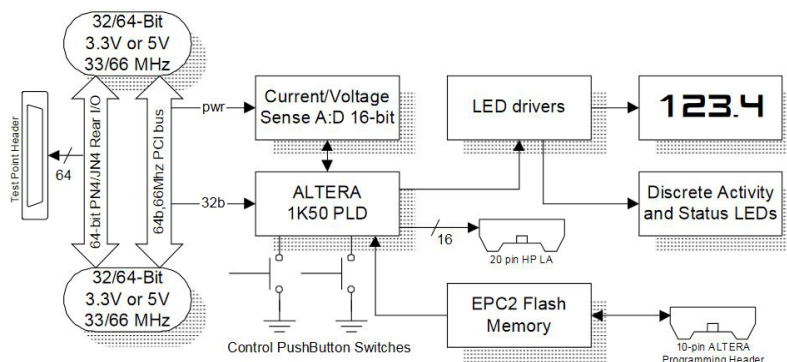 32/64-Bit
3.3V or 5V
33/66 MHz
Test Point Header
64
64-bit PN4/JN4 Rear I/O
64b,66Mhz PCI bus
pwr
32b
Current/Voltage
Sense A:D 16-bit
ALTERA
1K50 PLD
LED drivers
123.4
Discrete Activity
and Status LEDs
16
20 pin HP LA
32/64-Bit
3.3V or 5V
33/66 MHz
Control PushButton Switches
EPC2 Flash
Memory
10-pin ALTERA
Programming Header